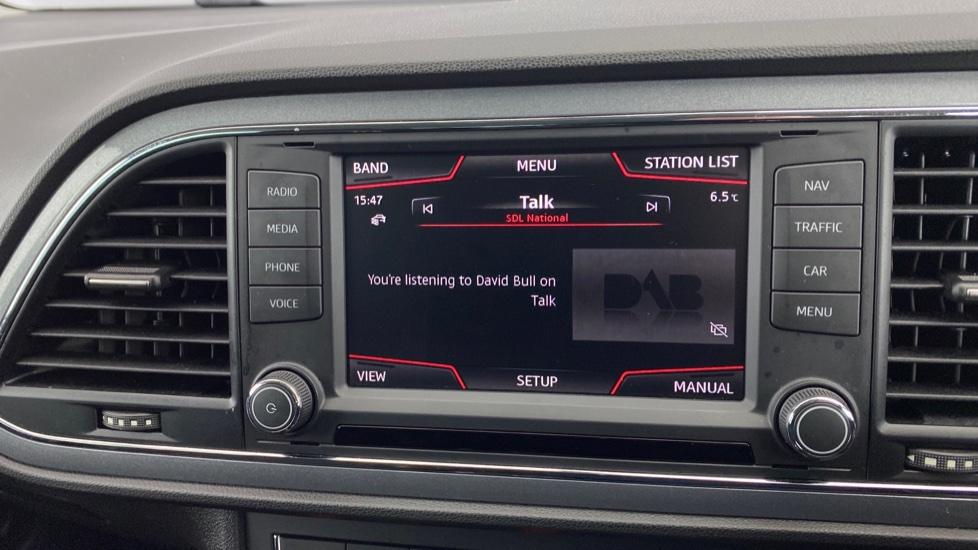 RADIO
MEDIA
PHONE
VOICE
BAND
MENU
STATION LIST
15:47
Talk
6.5℃
SDL National
You're listening to David Bull on
Talk
DAB
VIEW
SETUP
MANUAL
NAV
TRAFFIC
CAR
MENU